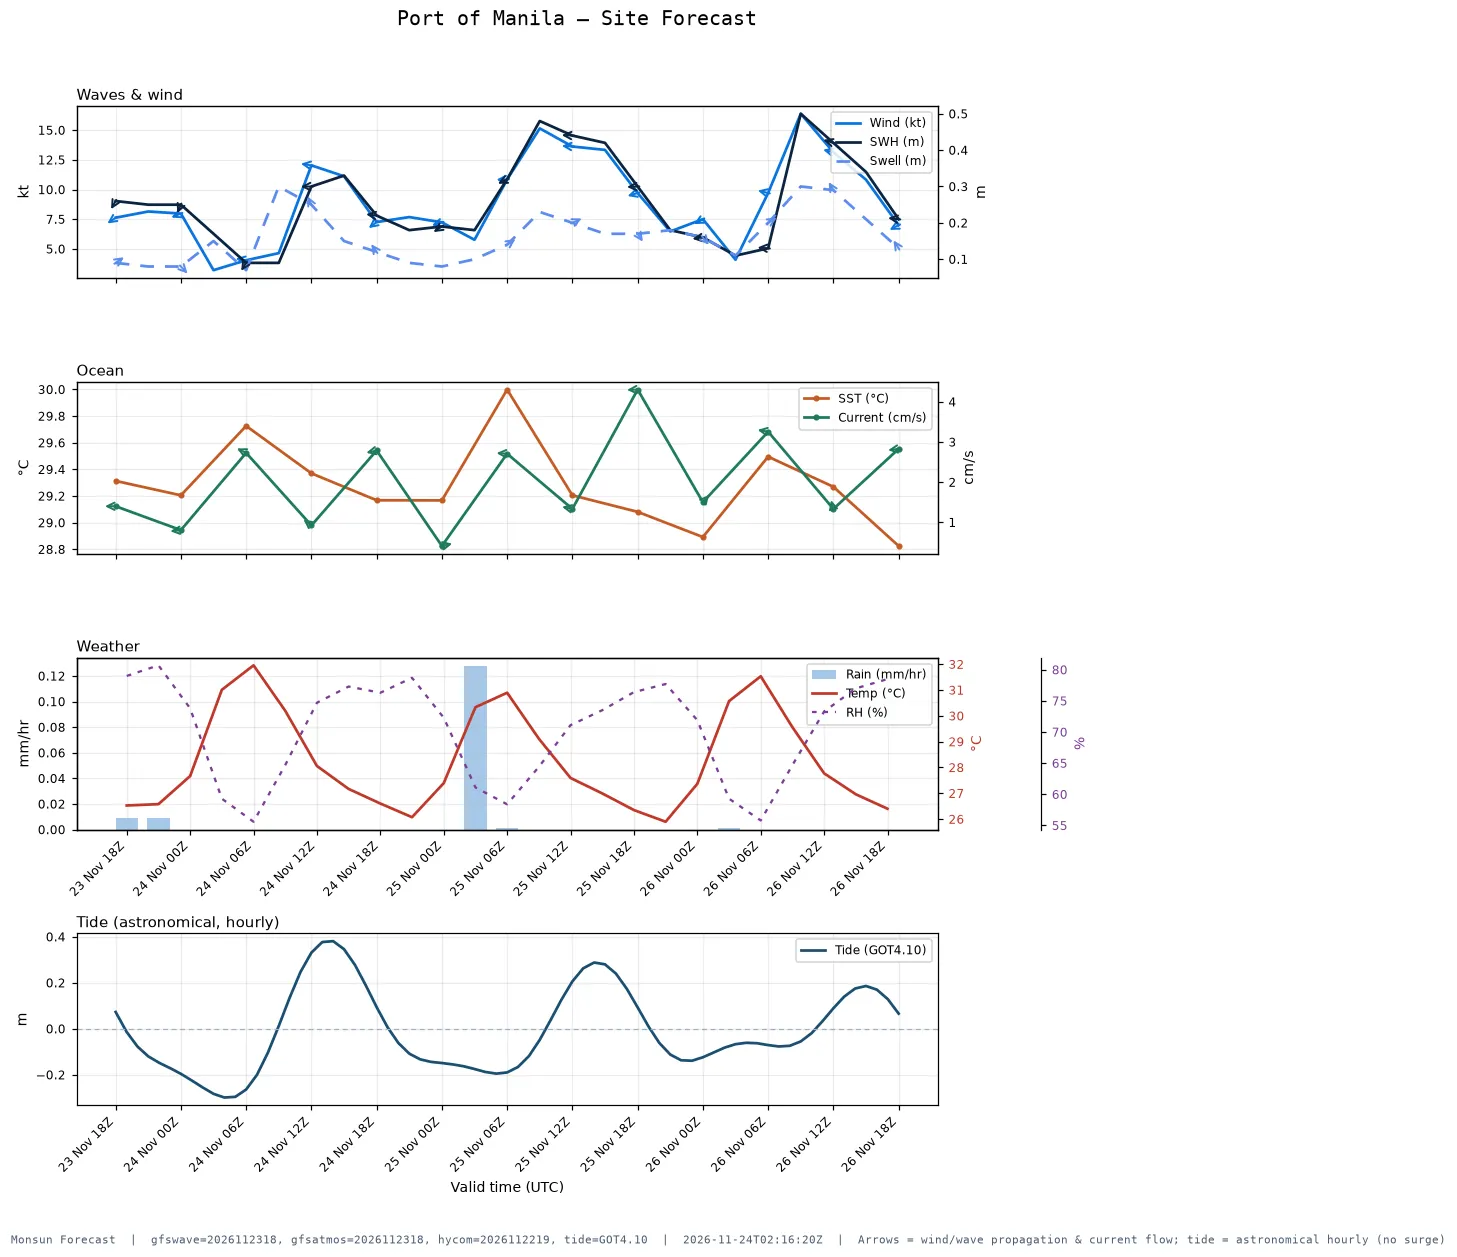 Port of Manila — Site Forecast
Waves & wind
kt
15.0
12.5
10.0
7.5
5.0
Wind (kt)
SWH (m)
Swell (m)
0.5
0.4
0.3
0.2
0.1
m
Ocean
°C
30.0
29.8
29.6
29.4
29.2
29.0
28.8
SST (°C)
Current (cm/s)
4
3
2
1
cm/s
Weather
mm/hr
0.12
0.10
0.08
0.06
0.04
0.02
0.00
Rain (mm/hr)
Temp (°C)
RH (%)
32
31
30
29
28
27
26
°C
80
75
70
65
60
55
%
23 Nov 18Z
24 Nov 00Z
24 Nov 06Z
24 Nov 12Z
24 Nov 18Z
25 Nov 00Z
25 Nov 06Z
25 Nov 12Z
25 Nov 18Z
26 Nov 00Z
26 Nov 06Z
26 Nov 12Z
26 Nov 18Z
Tide (astronomical, hourly)
m
0.4
0.2
0.0
−0.2
Tide (GOT4.10)
23 Nov 18Z
24 Nov 00Z
24 Nov 06Z
24 Nov 12Z
24 Nov 18Z
25 Nov 00Z
25 Nov 06Z
25 Nov 12Z
25 Nov 18Z
26 Nov 00Z
26 Nov 06Z
26 Nov 12Z
26 Nov 18Z
Valid time (UTC)
Monsun Forecast | gfswave=2026112318, gfsatmos=2026112318, hycom=2026112219, tide=GOT4.10 | 2026-11-24T02:16:20Z | Arrows = wind/wave propagation & current flow; tide = astronomical hourly (no surge)